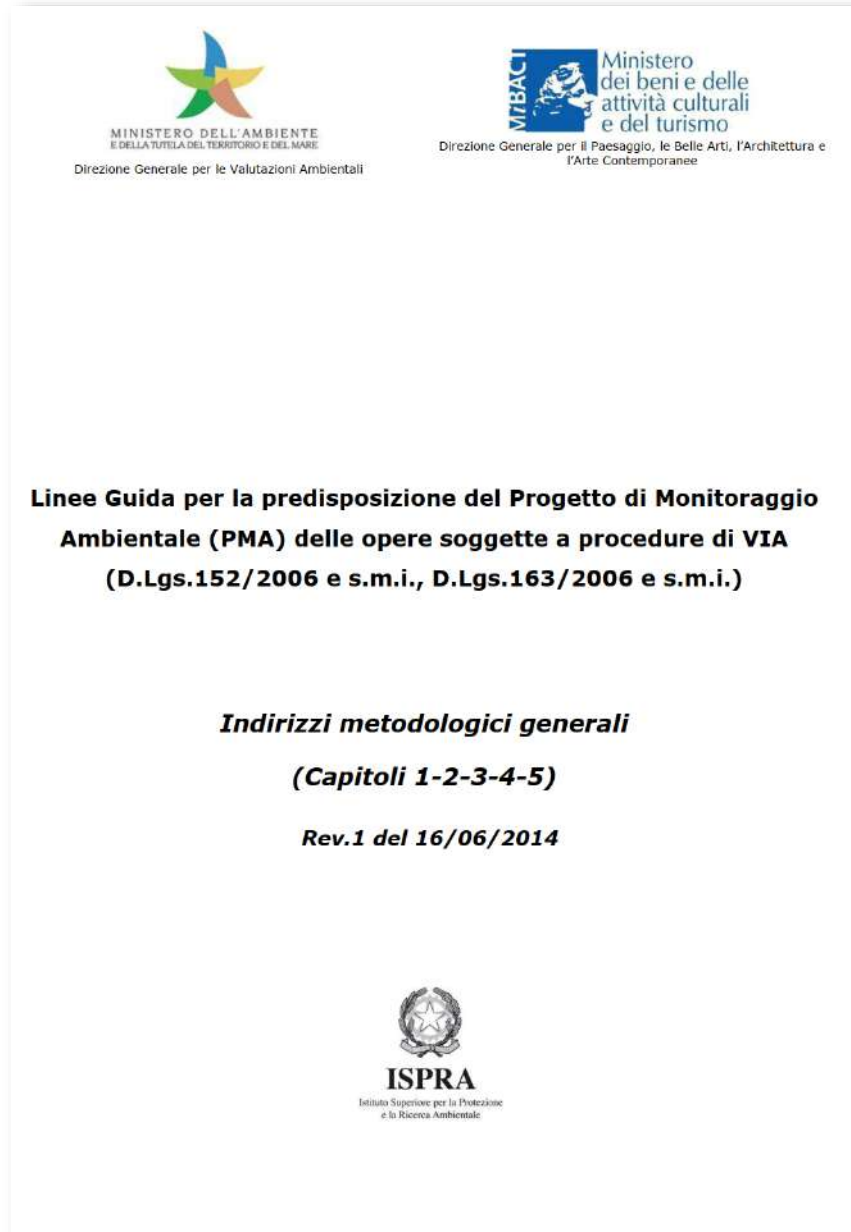 MINISTERO DELL'AMBIENTE
E DELLA TUTELA DEL TERRITORIO E DEL MARE
Direzione Generale per le Valutazioni Ambientali
MiBACT
Ministero
dei beni e delle
attività culturali
e del turismo
Direzione Generale per il Paesaggio, le Belle Arti, l'Architettura e
l'Arte Contemporanee
Linee Guida per la predisposizione del Progetto di Monitoraggio
Ambientale (PMA) delle opere soggette a procedure di VIA
(D.Lgs.152/2006 e s.m.i., D.Lgs.163/2006 e s.m.i.)
Indirizzi metodologici generali
(Capitoli 1-2-3-4-5)
Rev.1 del 16/06/2014
ISPRA
Istituto Superiore per la Protezione
e la Ricerca Ambientale